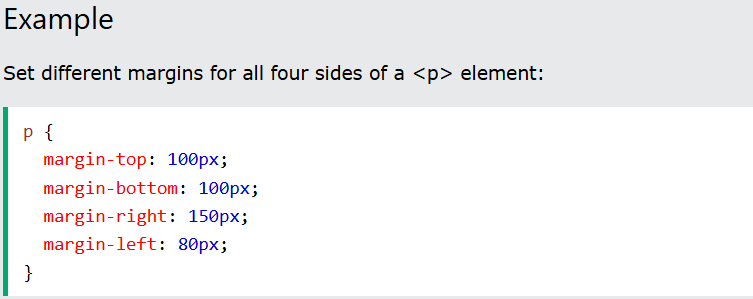 Example
Set different margins for all four sides of a <p> element:
p {
  margin-top: 100px;
  margin-bottom: 100px;
  margin-right: 150px;
  margin-left: 80px;
}